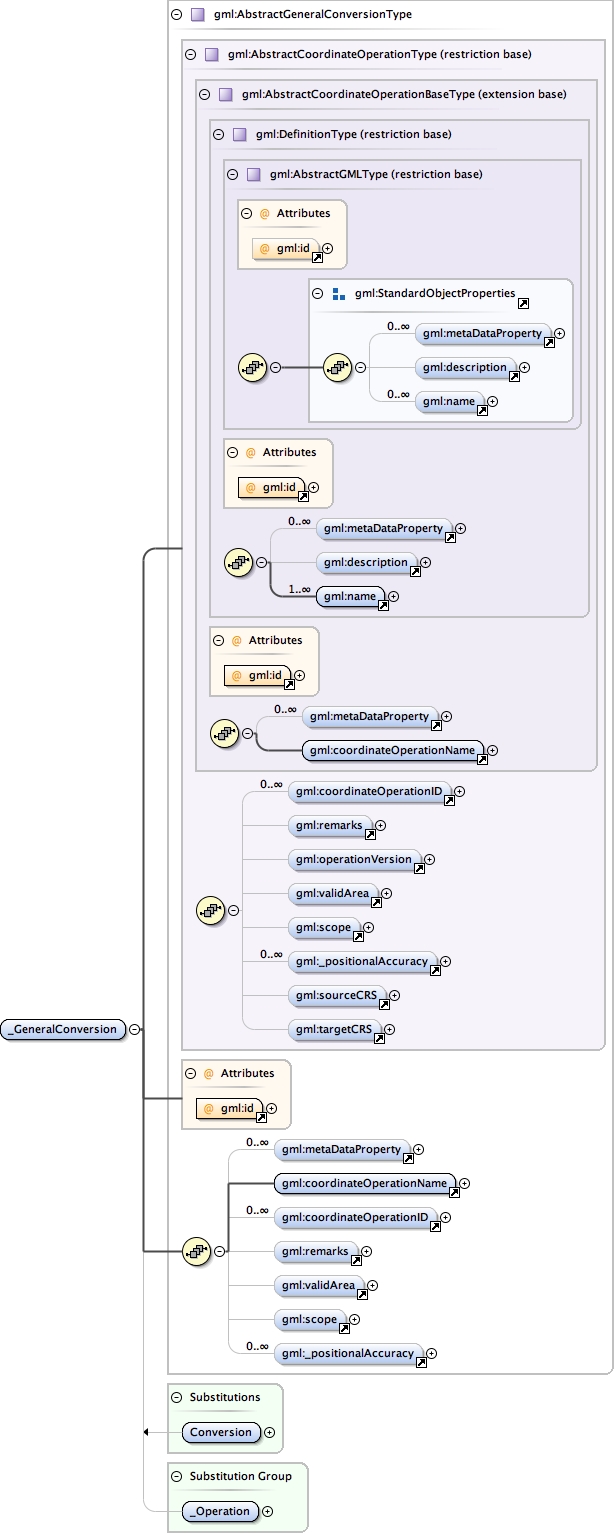 gml:AbstractGeneralConversionType
gml:AbstractCoordinateOperationType (restriction base)
gml:AbstractCoordinateOperationBaseType (extension base)
gml:DefinitionType (restriction base)
gml:AbstractGMLType (restriction base)
@ Attributes
@ gml:id
gml:StandardObjectProperties
0..∞ gml:metaDataProperty
gml:description
0..∞ gml:name
@ Attributes
@ gml:id
0..∞ gml:metaDataProperty
gml:description
1..∞ gml:name
@ Attributes
@ gml:id
0..∞ gml:metaDataProperty
gml:coordinateOperationName
0..∞ gml:coordinateOperationID
gml:remarks
gml:operationVersion
gml:validArea
gml:scope
0..∞ gml:_positionalAccuracy
gml:sourceCRS
gml:targetCRS
_GeneralConversion
@ Attributes
@ gml:id
0..∞ gml:metaDataProperty
gml:coordinateOperationName
0..∞ gml:coordinateOperationID
gml:remarks
gml:validArea
gml:scope
0..∞ gml:_positionalAccuracy
Substitutions
Conversion
Substitution Group
_Operation